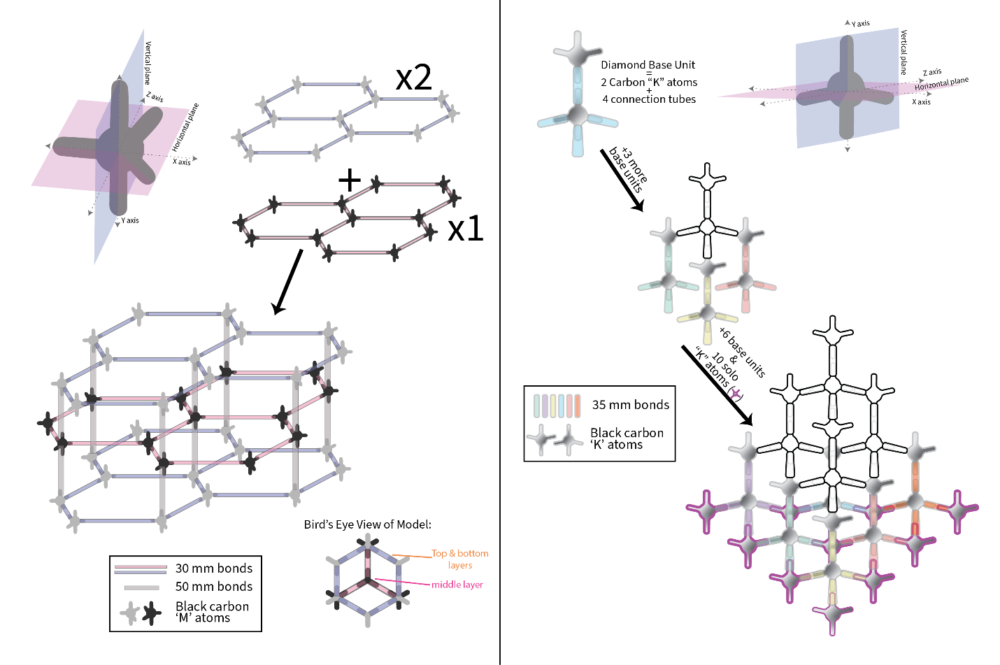 Vertical plane
Z axis
Horizontal plane
X axis
Y axis
x2
+
x1
Bird's Eye View of Model:
Top & bottom
layers
middle layer
30 mm bonds
50 mm bonds
Black carbon
'M' atoms
Diamond Base Unit
=
2 Carbon "K" atoms
+
4 connection tubes
Y axis
Vertical plane
Z axis
Horizontal plane
X axis
+3 more
base units
+6 base units
&
10 solo
"K" atoms ( )
35 mm bonds
Black carbon
'K' atoms